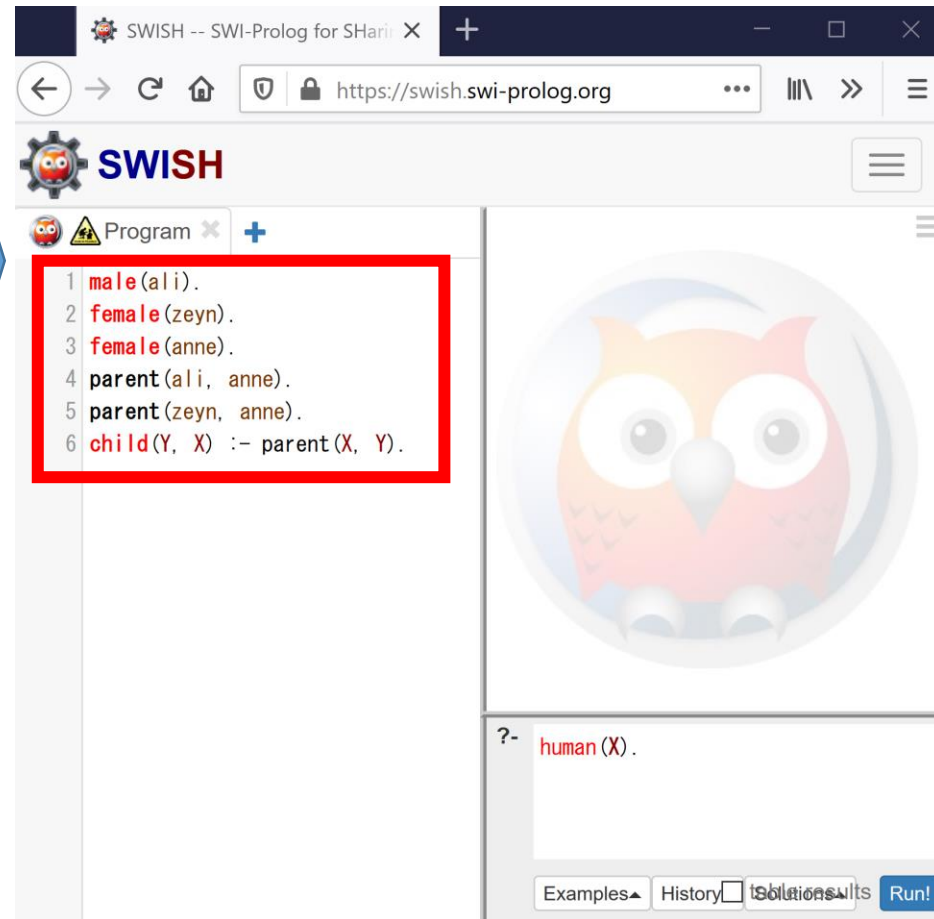 SWISH -- SWI-Prolog for SHari
https://swish.swi-prolog.org
SWISH
Program
1 male(ali).
2 female(zeyn).
3 female(anne).
4 parent(ali, anne).
5 parent(zeyn, anne).
6 child(Y, X) :- parent(X, Y).
?- human(X).
Examples History Solutions table results Run!